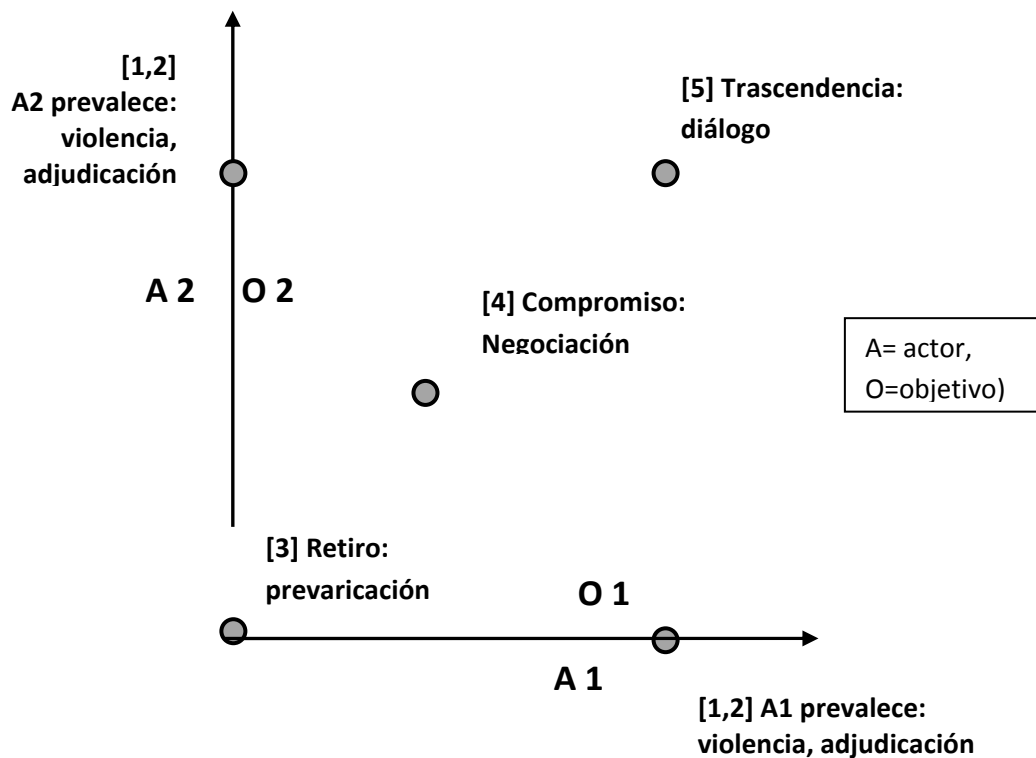 [1,2]
A2 prevalece:
violencia,
adjudicación
[5] Trascendencia:
diálogo
A 2
O 2
[4] Compromiso:
Negociación
A= actor,
O=objetivo)
[3] Retiro:
prevaricación
O 1
A 1
[1,2] A1 prevalece:
violencia, adjudicación